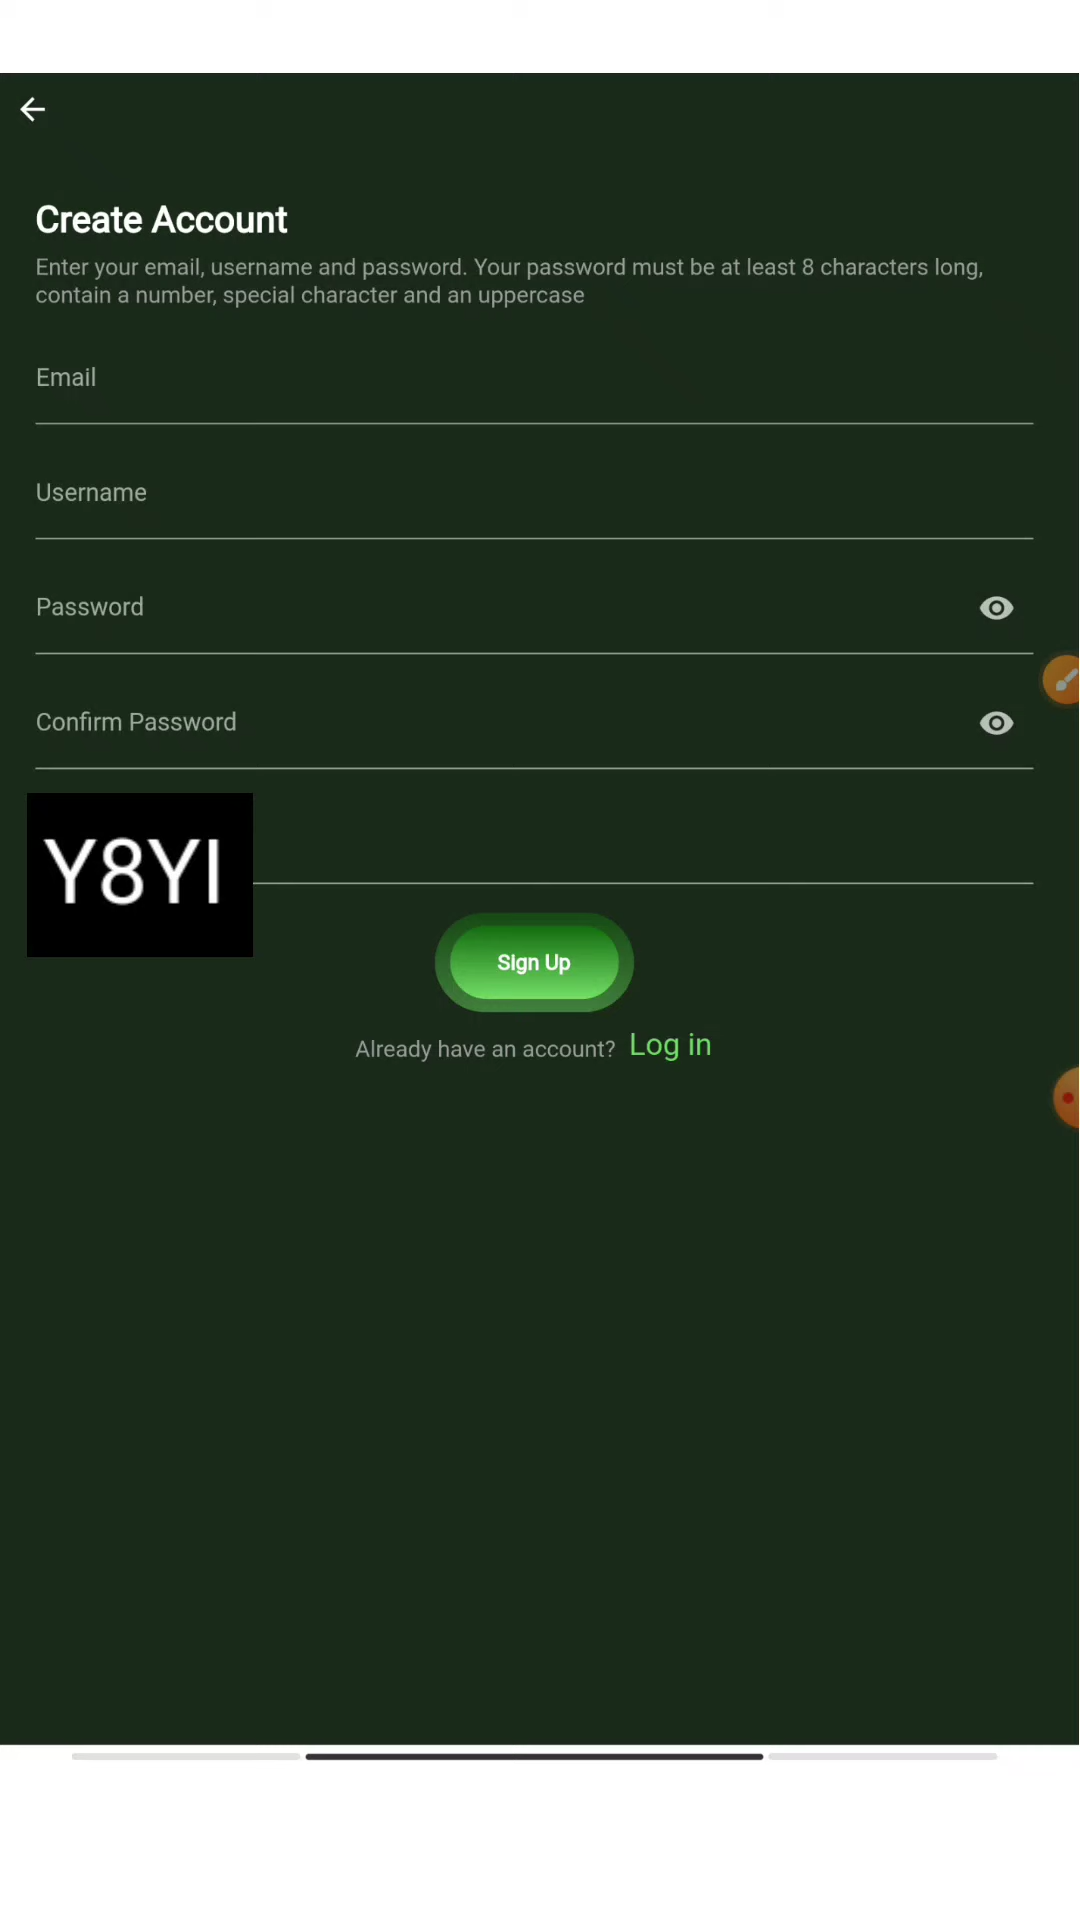 Create Account
Enter your email, username and password. Your password must be at least 8 characters long,
contain a number, special character and an uppercase
Email
Username
Password
Confirm Password
Y8YI
Sign Up
Already have an account? Log in